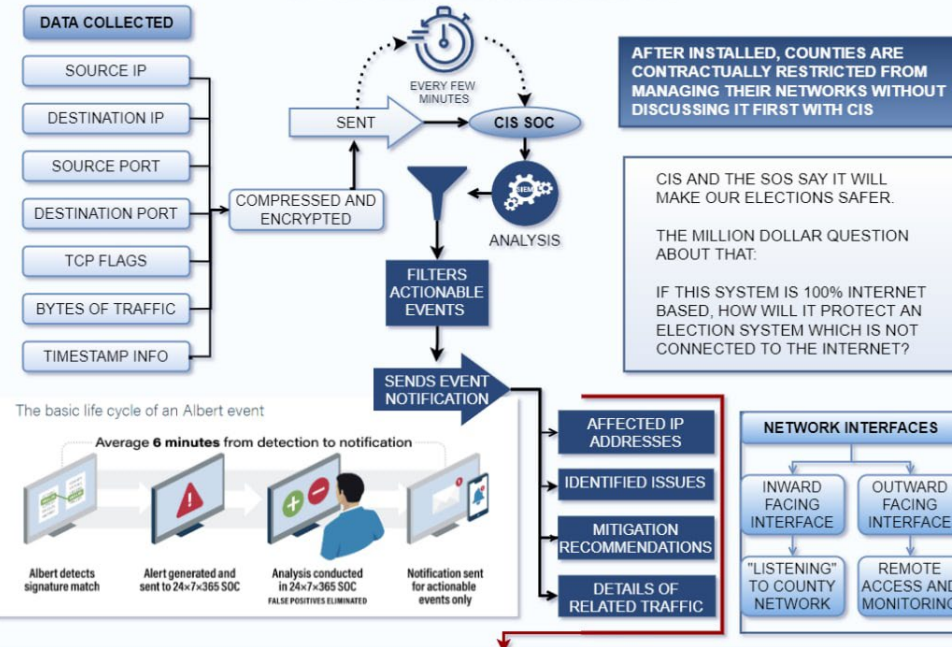 DATA COLLECTED
SOURCE IP
DESTINATION IP
SOURCE PORT
DESTINATION PORT
TCP FLAGS
BYTES OF TRAFFIC
TIMESTAMP INFO
COMPRESSED AND
ENCRYPTED
SENT
EVERY FEW
MINUTES
CIS SOC
SIEM
ANALYSIS
FILTERS
ACTIONABLE
EVENTS
SENDS EVENT
NOTIFICATION
AFFECTED IP
ADDRESSES
IDENTIFIED ISSUES
MITIGATION
RECOMMENDATIONS
DETAILS OF
RELATED TRAFFIC
AFTER INSTALLED, COUNTIES ARE
CONTRACTUALLY RESTRICTED FROM
MANAGING THEIR NETWORKS WITHOUT
DISCUSSING IT FIRST WITH CIS
CIS AND THE SOS SAY IT WILL
MAKE OUR ELECTIONS SAFER.
THE MILLION DOLLAR QUESTION
ABOUT THAT:
IF THIS SYSTEM IS 100% INTERNET
BASED, HOW WILL IT PROTECT AN
ELECTION SYSTEM WHICH IS NOT
CONNECTED TO THE INTERNET?
NETWORK INTERFACES
INWARD
FACING
INTERFACE
OUTWARD
FACING
INTERFACE
"LISTENING"
TO COUNTY
NETWORK
REMOTE
ACCESS AND
MONITORING
The basic life cycle of an Albert event
Average 6 minutes from detection to notification
Albert detects
signature match
Alert generated and
sent to 24×7×365 SOC
Analysis conducted
in 24×7×365 SOC
FALSE POSITIVES ELIMINATED
Notification sent
for actionable
events only